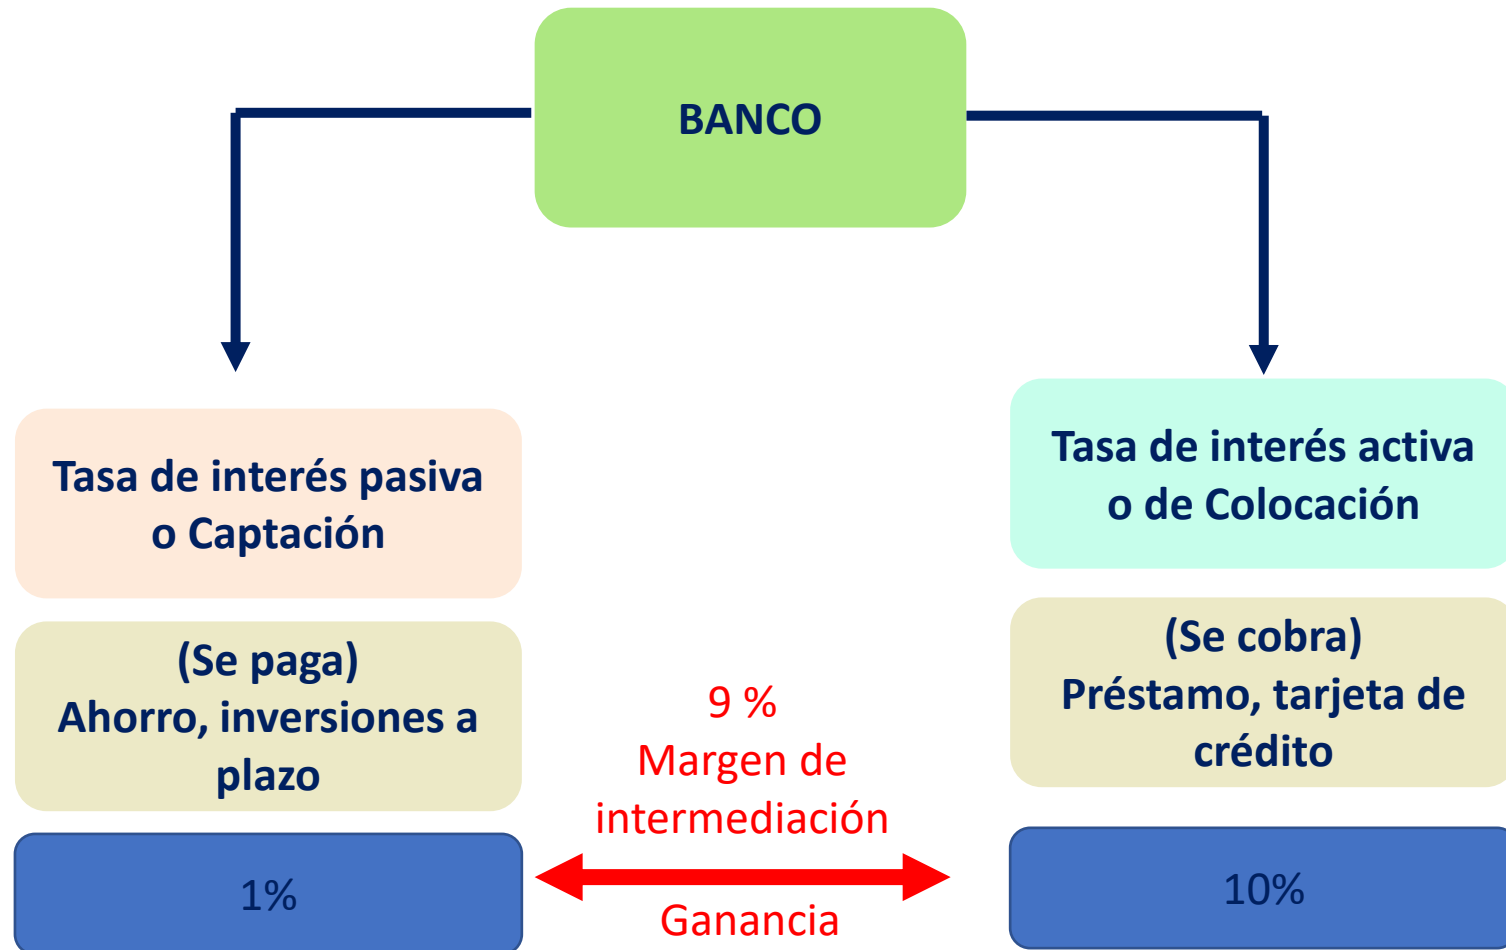 BANCO
Tasa de interés pasiva
o Captación
Tasa de interés activa
o de Colocación
(Se paga)
Ahorro, inversiones a
plazo
(Se cobra)
Préstamo, tarjeta de
crédito
9 %
Margen de
intermediación
Ganancia
1%
10%